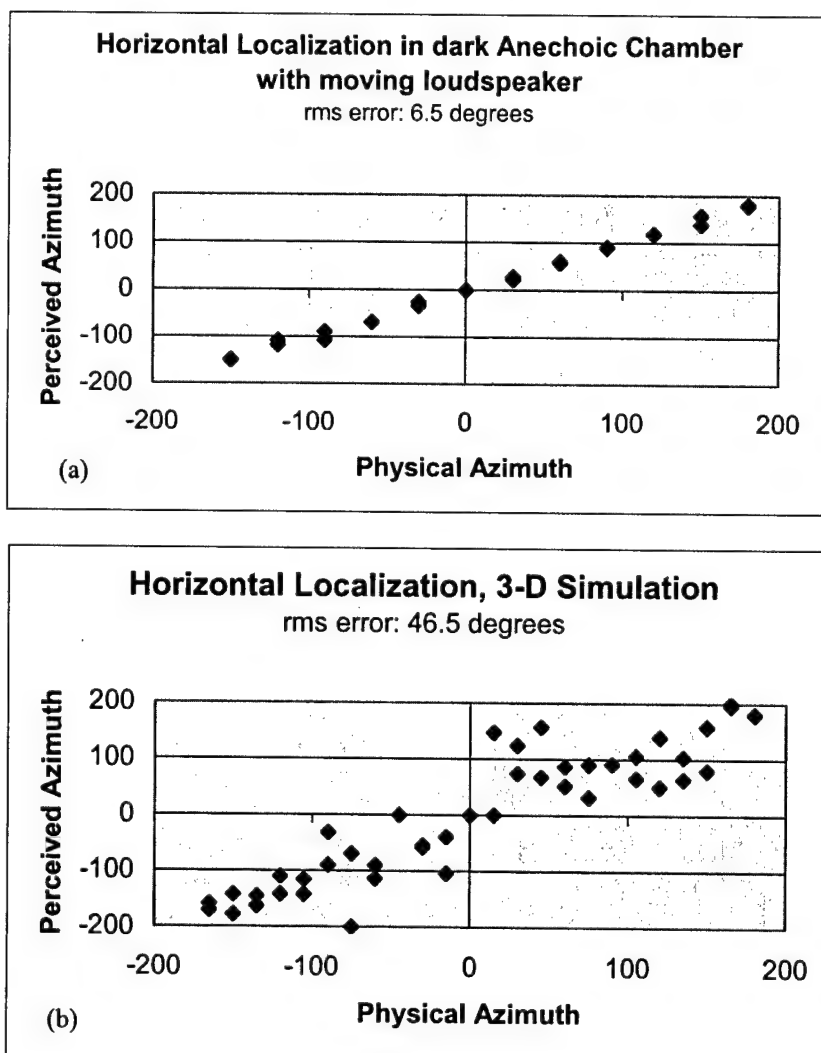 Horizontal Localization in dark Anechoic Chamber
with moving loudspeaker
rms error: 6.5 degrees
Perceived Azimuth
200
100
0
-100
-200
-200 -100 0 100 200
Physical Azimuth
(a)
Horizontal Localization, 3-D Simulation
rms error: 46.5 degrees
Perceived Azimuth
200
100
0
-100
-200
-200 -100 0 100 200
Physical Azimuth
(b)